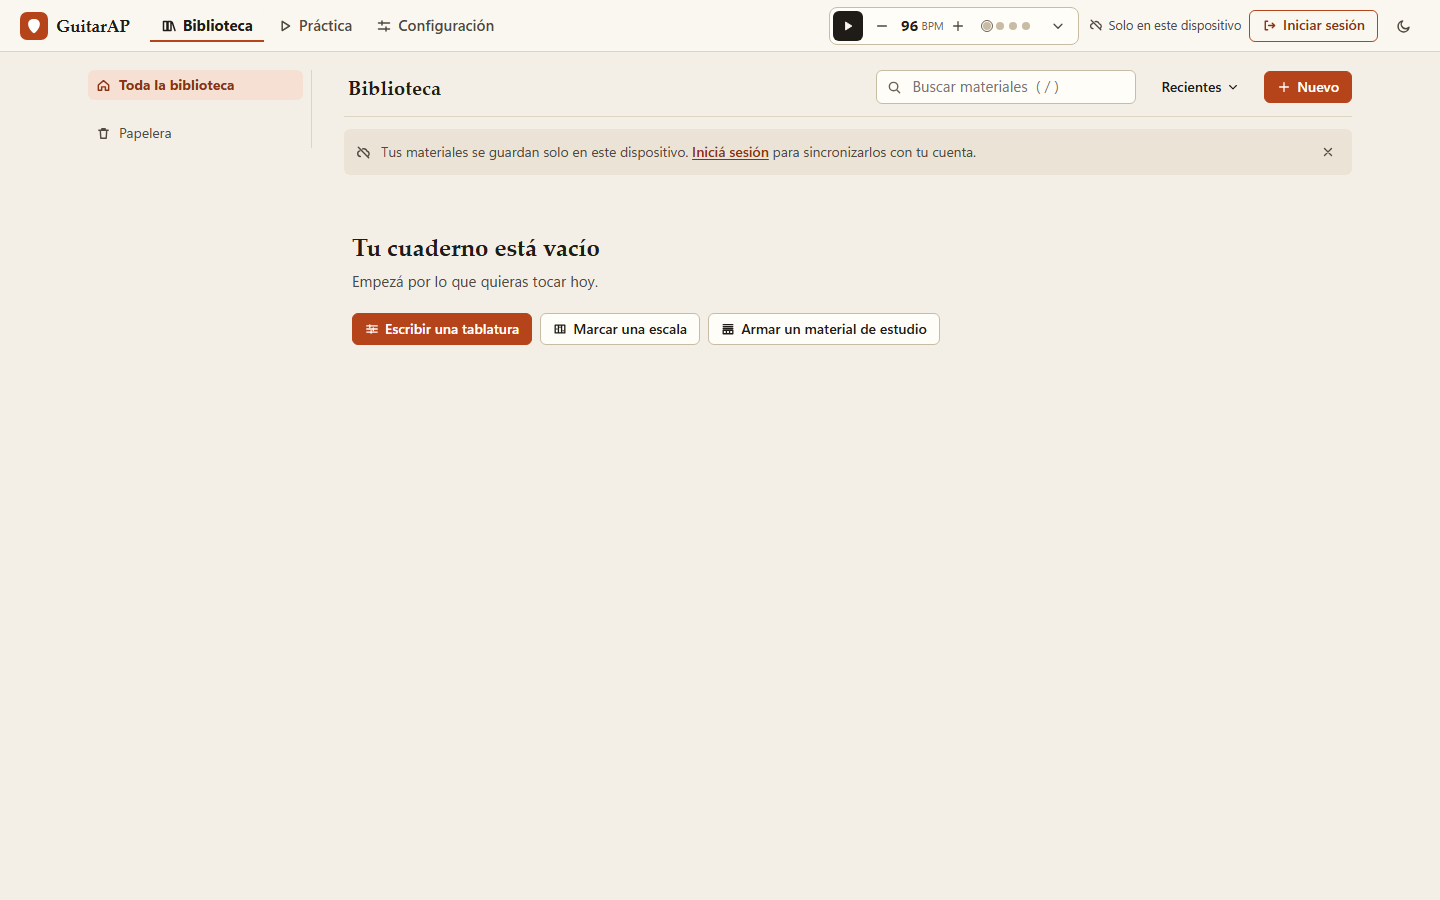 GuitarAP Biblioteca Práctica Configuración 96 BPM Solo en este dispositivo Iniciar sesión
Toda la biblioteca
Papelera
Biblioteca Buscar materiales ( / ) Recientes Nuevo
Tus materiales se guardan solo en este dispositivo. Iniciá sesión para sincronizarlos con tu cuenta.
Tu cuaderno está vacío
Empezá por lo que quieras tocar hoy.
Escribir una tablatura Marcar una escala Armar un material de estudio